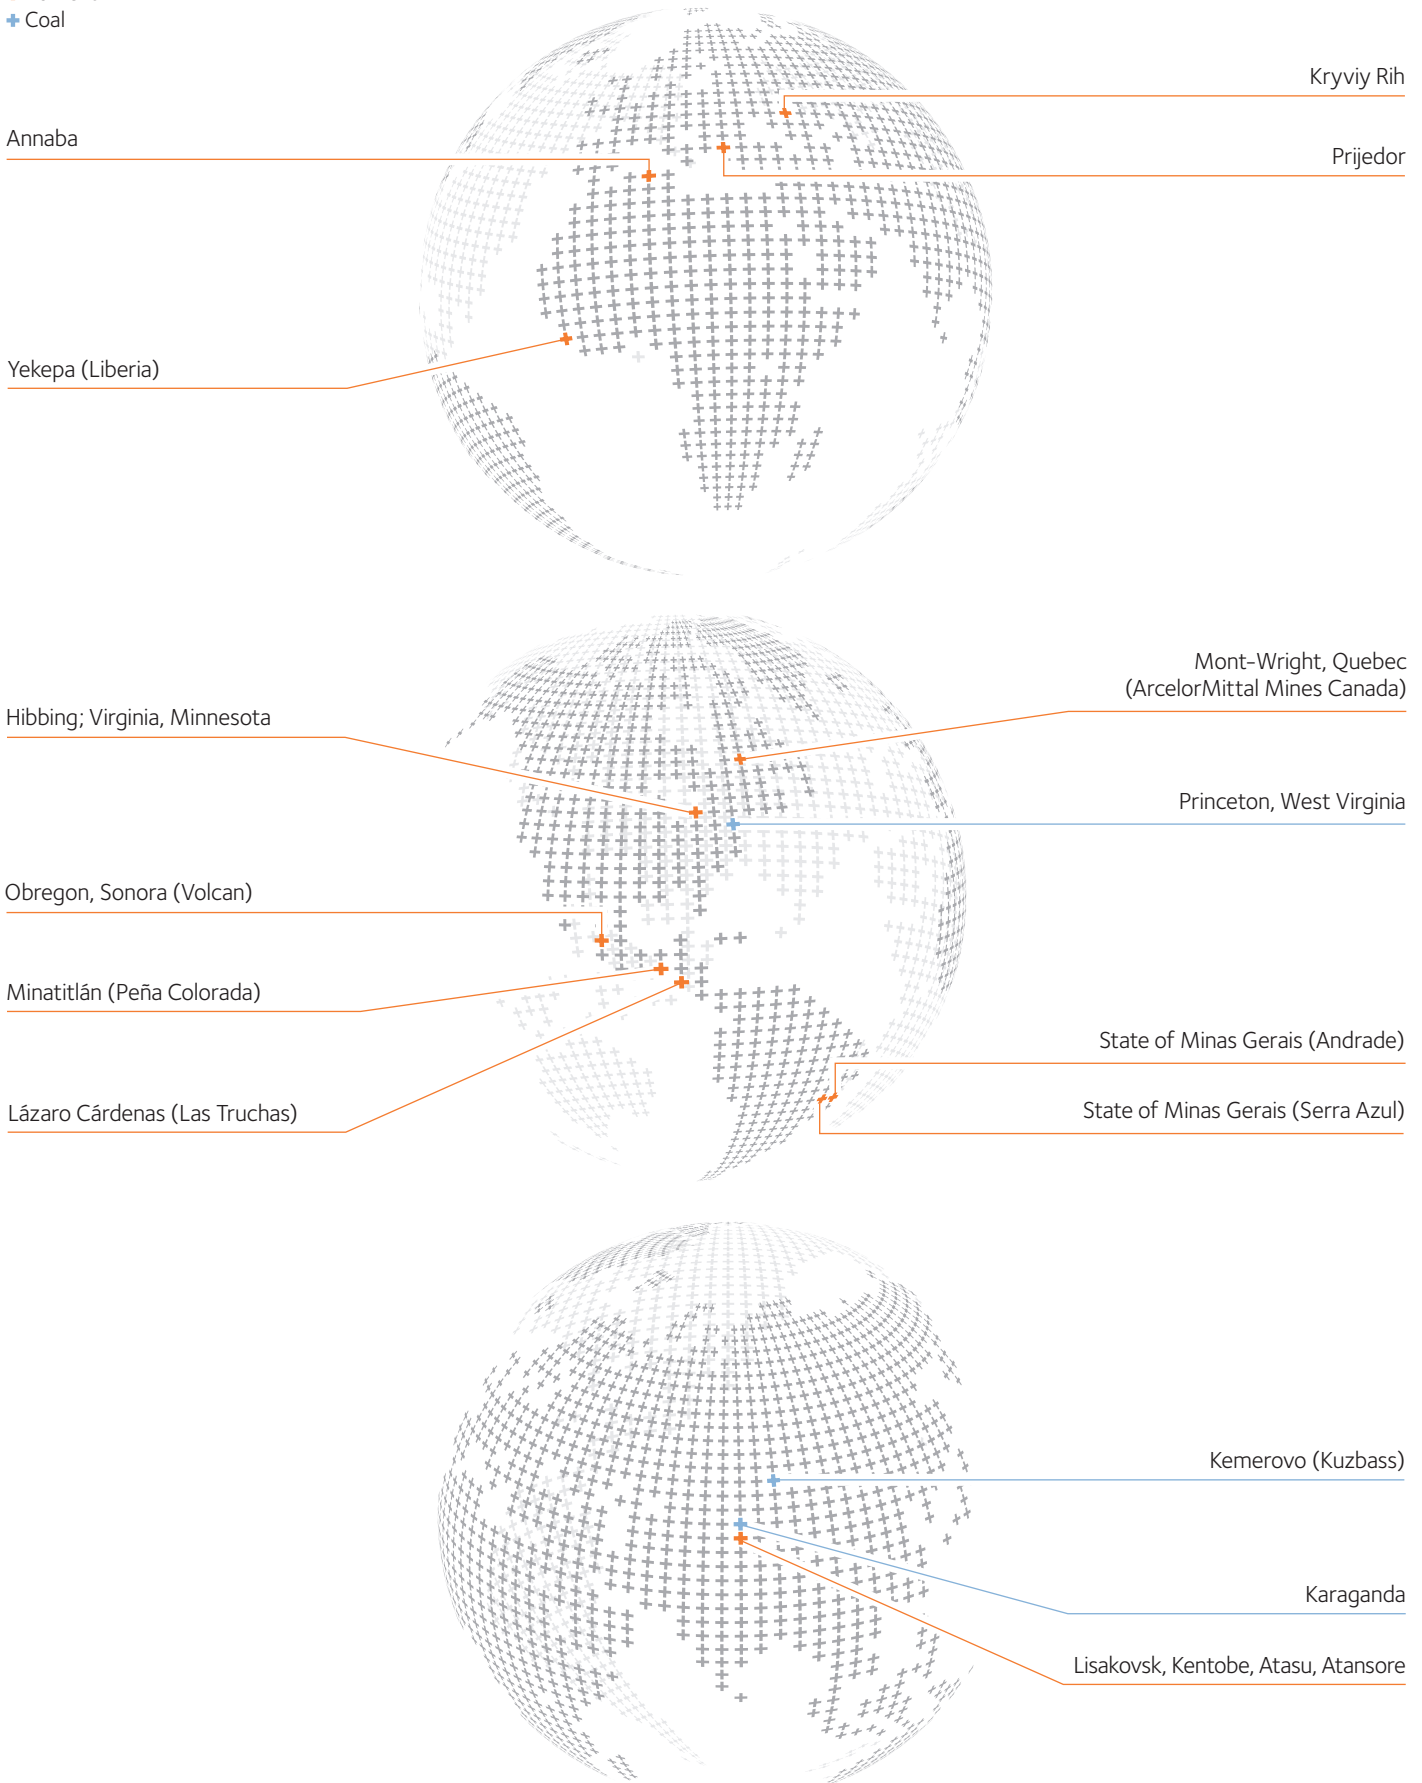 Coal
Kryviy Rih
Annaba
Prijedor
Yekepa (Liberia)
Mont-Wright, Quebec
(ArcelorMittal Mines Canada)
Hibbing; Virginia, Minnesota
Princeton, West Virginia
Obregon, Sonora (Volcan)
Minatitlán (Peña Colorada)
State of Minas Gerais (Andrade)
Lázaro Cárdenas (Las Truchas)
State of Minas Gerais (Serra Azul)
Kemerovo (Kuzbass)
Karaganda
Lisakovsk, Kentobe, Atasu, Atansore